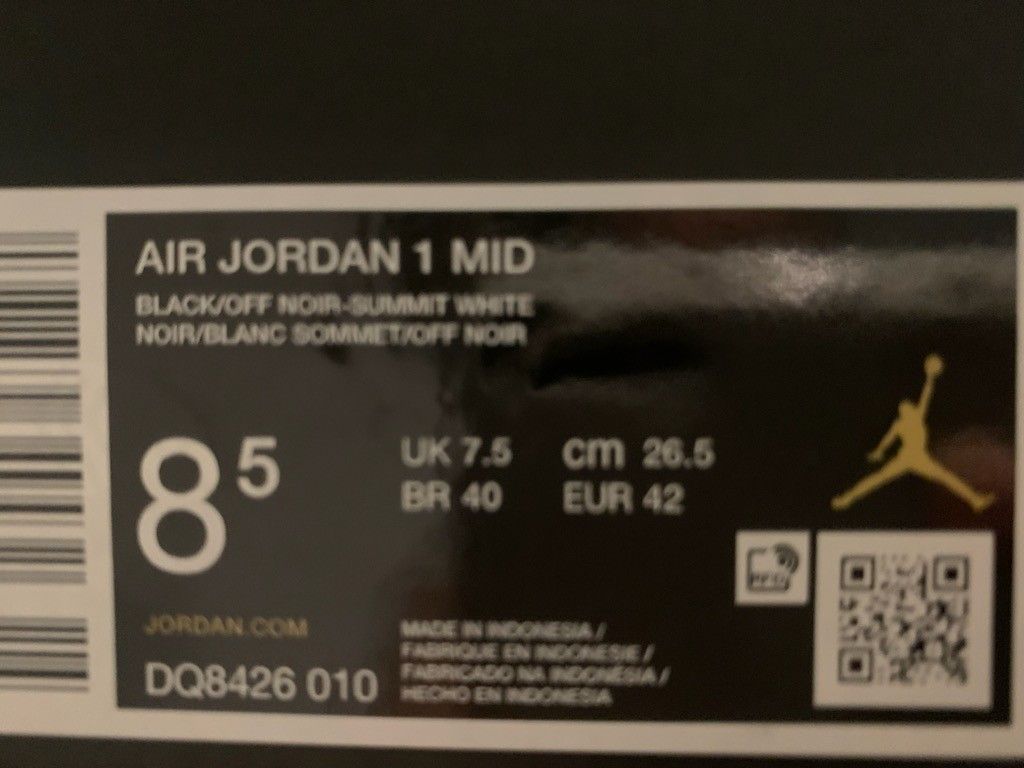 AIR JORDAN 1 MID
BLACK/OFF NOIR-SUMMIT WHITE
NOIR/BLANC SOMMET/OFF NOIR
8 5
UK 7.5 cm 26.5
BR 40 EUR 42
RFID
JORDAN.COM
DQ8426 010
MADE IN INDONESIA /
FABRIQUE EN INDONESIE /
FABRICADO NA INDONÉSIA /
HECHO EN INDONESIA